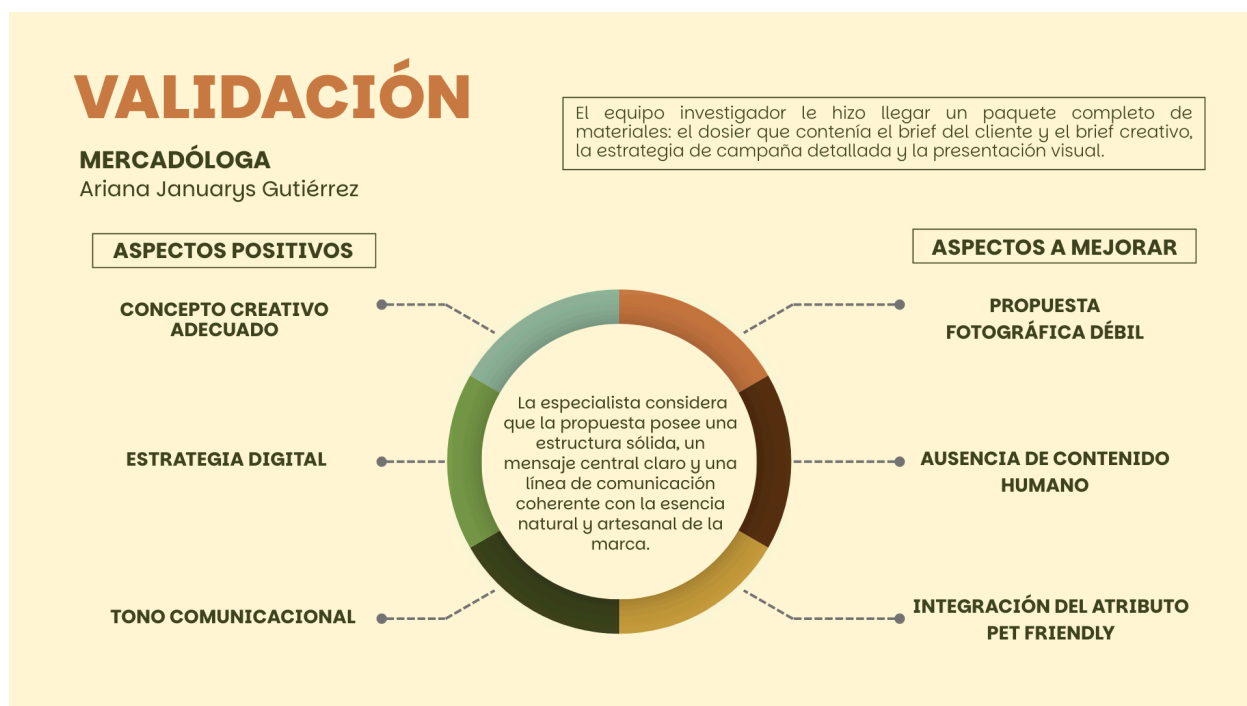 VALIDACIÓN
MERCADÓLOGA
Ariana Januarys Gutiérrez
El equipo investigador le hizo llegar un paquete completo de
materiales: el dosier que contenía el brief del cliente y el brief creativo,
la estrategia de campaña detallada y la presentación visual.
ASPECTOS POSITIVOS
CONCEPTO CREATIVO
ADECUADO
ESTRATEGIA DIGITAL
TONO COMUNICACIONAL
La especialista considera
que la propuesta posee una
estructura sólida, un
mensaje central claro y una
línea de comunicación
coherente con la esencia
natural y artesanal de la
marca.
ASPECTOS A MEJORAR
PROPUESTA
FOTOGRÁFICA DÉBIL
AUSENCIA DE CONTENIDO
HUMANO
INTEGRACIÓN DEL ATRIBUTO
PET FRIENDLY